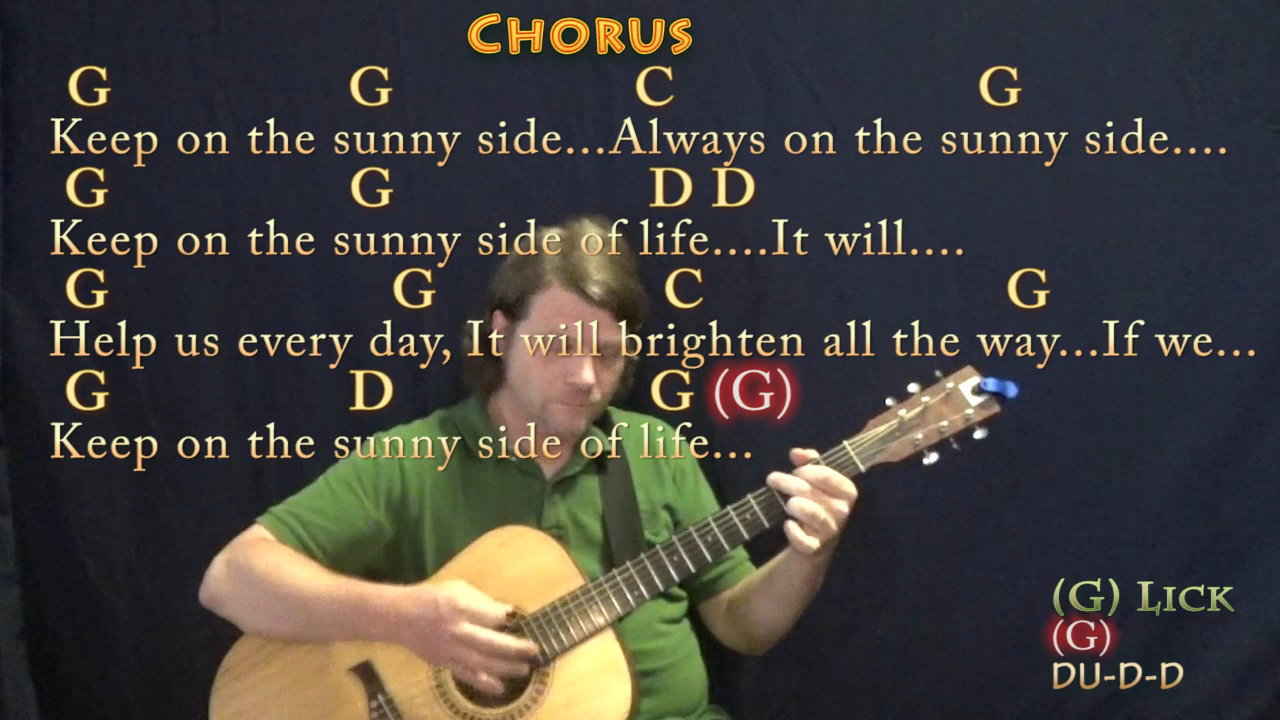 CHORUS
G G C G
Keep on the sunny side...Always on the sunny side....
G G D D
Keep on the sunny side of life....It will....
G G C G
Help us every day, It will brighten all the way...If we...
G D G (G)
Keep on the sunny side of life...
(G) LICK
(G)
DU-D-D